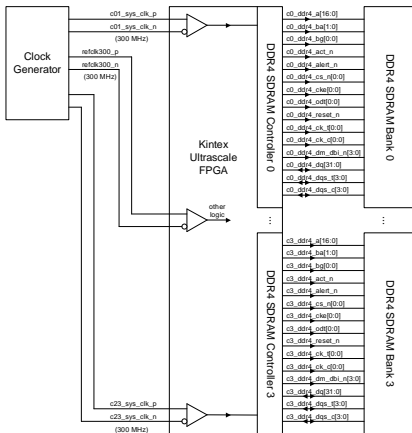 Clock
Generator
c01_sys_clk_p
c01_sys_clk_n
(300 MHz)
refclk300_p
refclk300_n
(300 MHz)
c23_sys_clk_p
c23_sys_clk_n
(300 MHz)
Kintex
Ultrascale
FPGA
other
logic
DDR4 SDRAM Controller 0
c0_ddr4_a[16:0]
c0_ddr4_ba[1:0]
c0_ddr4_bg[0:0]
c0_ddr4_act_n
c0_ddr4_alert_n
c0_ddr4_cs_n[0:0]
c0_ddr4_cke[0:0]
c0_ddr4_odt[0:0]
c0_ddr4_reset_n
c0_ddr4_ck_t[0:0]
c0_ddr4_ck_c[0:0]
c0_ddr4_dm_dbi_n[3:0]
c0_ddr4_dq[31:0]
c0_ddr4_dqs_t[3:0]
c0_ddr4_dqs_c[3:0]
DDR4 SDRAM Bank 0
...
...
...
DDR4 SDRAM Controller 3
c3_ddr4_a[16:0]
c3_ddr4_ba[1:0]
c3_ddr4_bg[0:0]
c3_ddr4_act_n
c3_ddr4_alert_n
c3_ddr4_cs_n[0:0]
c3_ddr4_cke[0:0]
c3_ddr4_odt[0:0]
c3_ddr4_reset_n
c3_ddr4_ck_t[0:0]
c3_ddr4_ck_c[0:0]
c3_ddr4_dm_dbi_n[3:0]
c3_ddr4_dq[31:0]
c3_ddr4_dqs_t[3:0]
c3_ddr4_dqs_c[3:0]
DDR4 SDRAM Bank 3